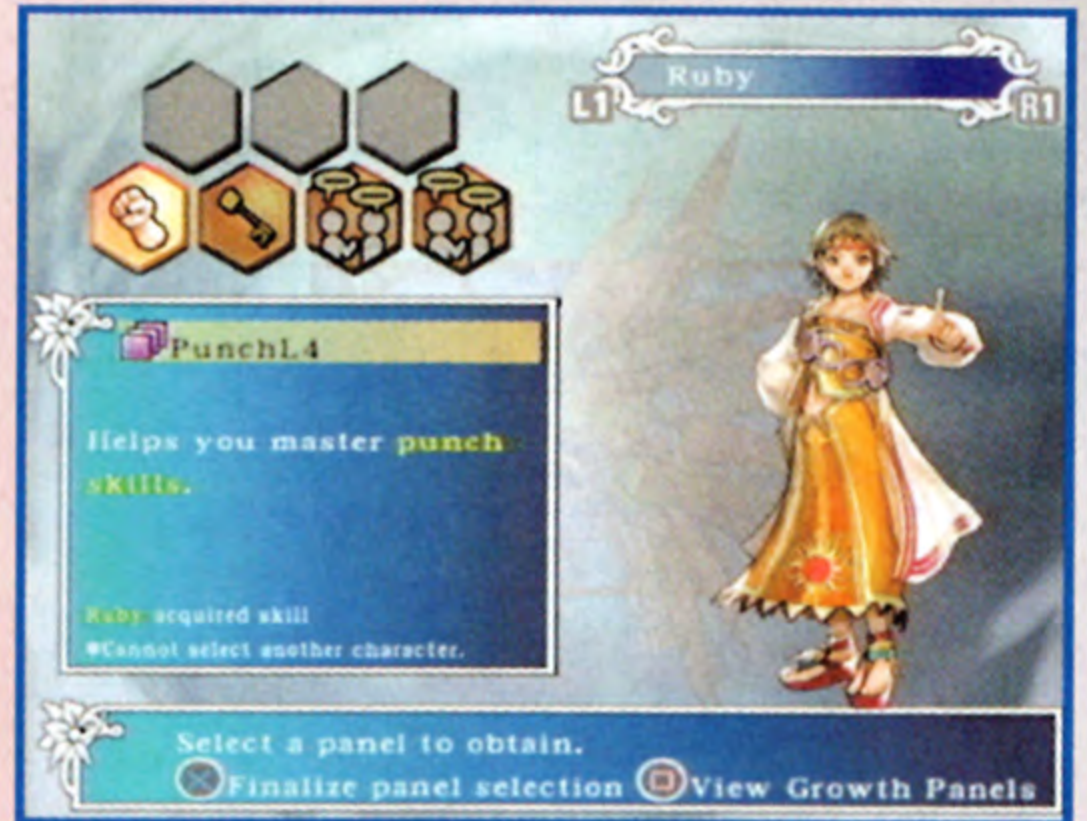 Ruby
L1
R1
PunchL4
Helps you master punch
skills.
Ruby acquired skill
●Cannot select another character.
Select a panel to obtain.
Finalize panel selection View Growth Panels